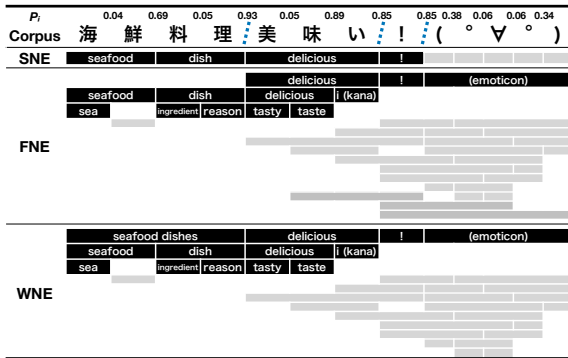 Pi 0.04 0.69 0.05 0.93 0.05 0.89 0.85 0.85 0.38 0.06 0.06 0.34
Corpus 海 鮮 料 理 美 味 い ! ( ° ∀ ° )
SNE seafood dish delicious !
delicious ! (emoticon)
seafood dish delicious i (kana)
sea ingredient reason tasty taste
FNE
seafood dishes delicious ! (emoticon)
seafood dish delicious i (kana)
sea ingredient reason tasty taste
WNE